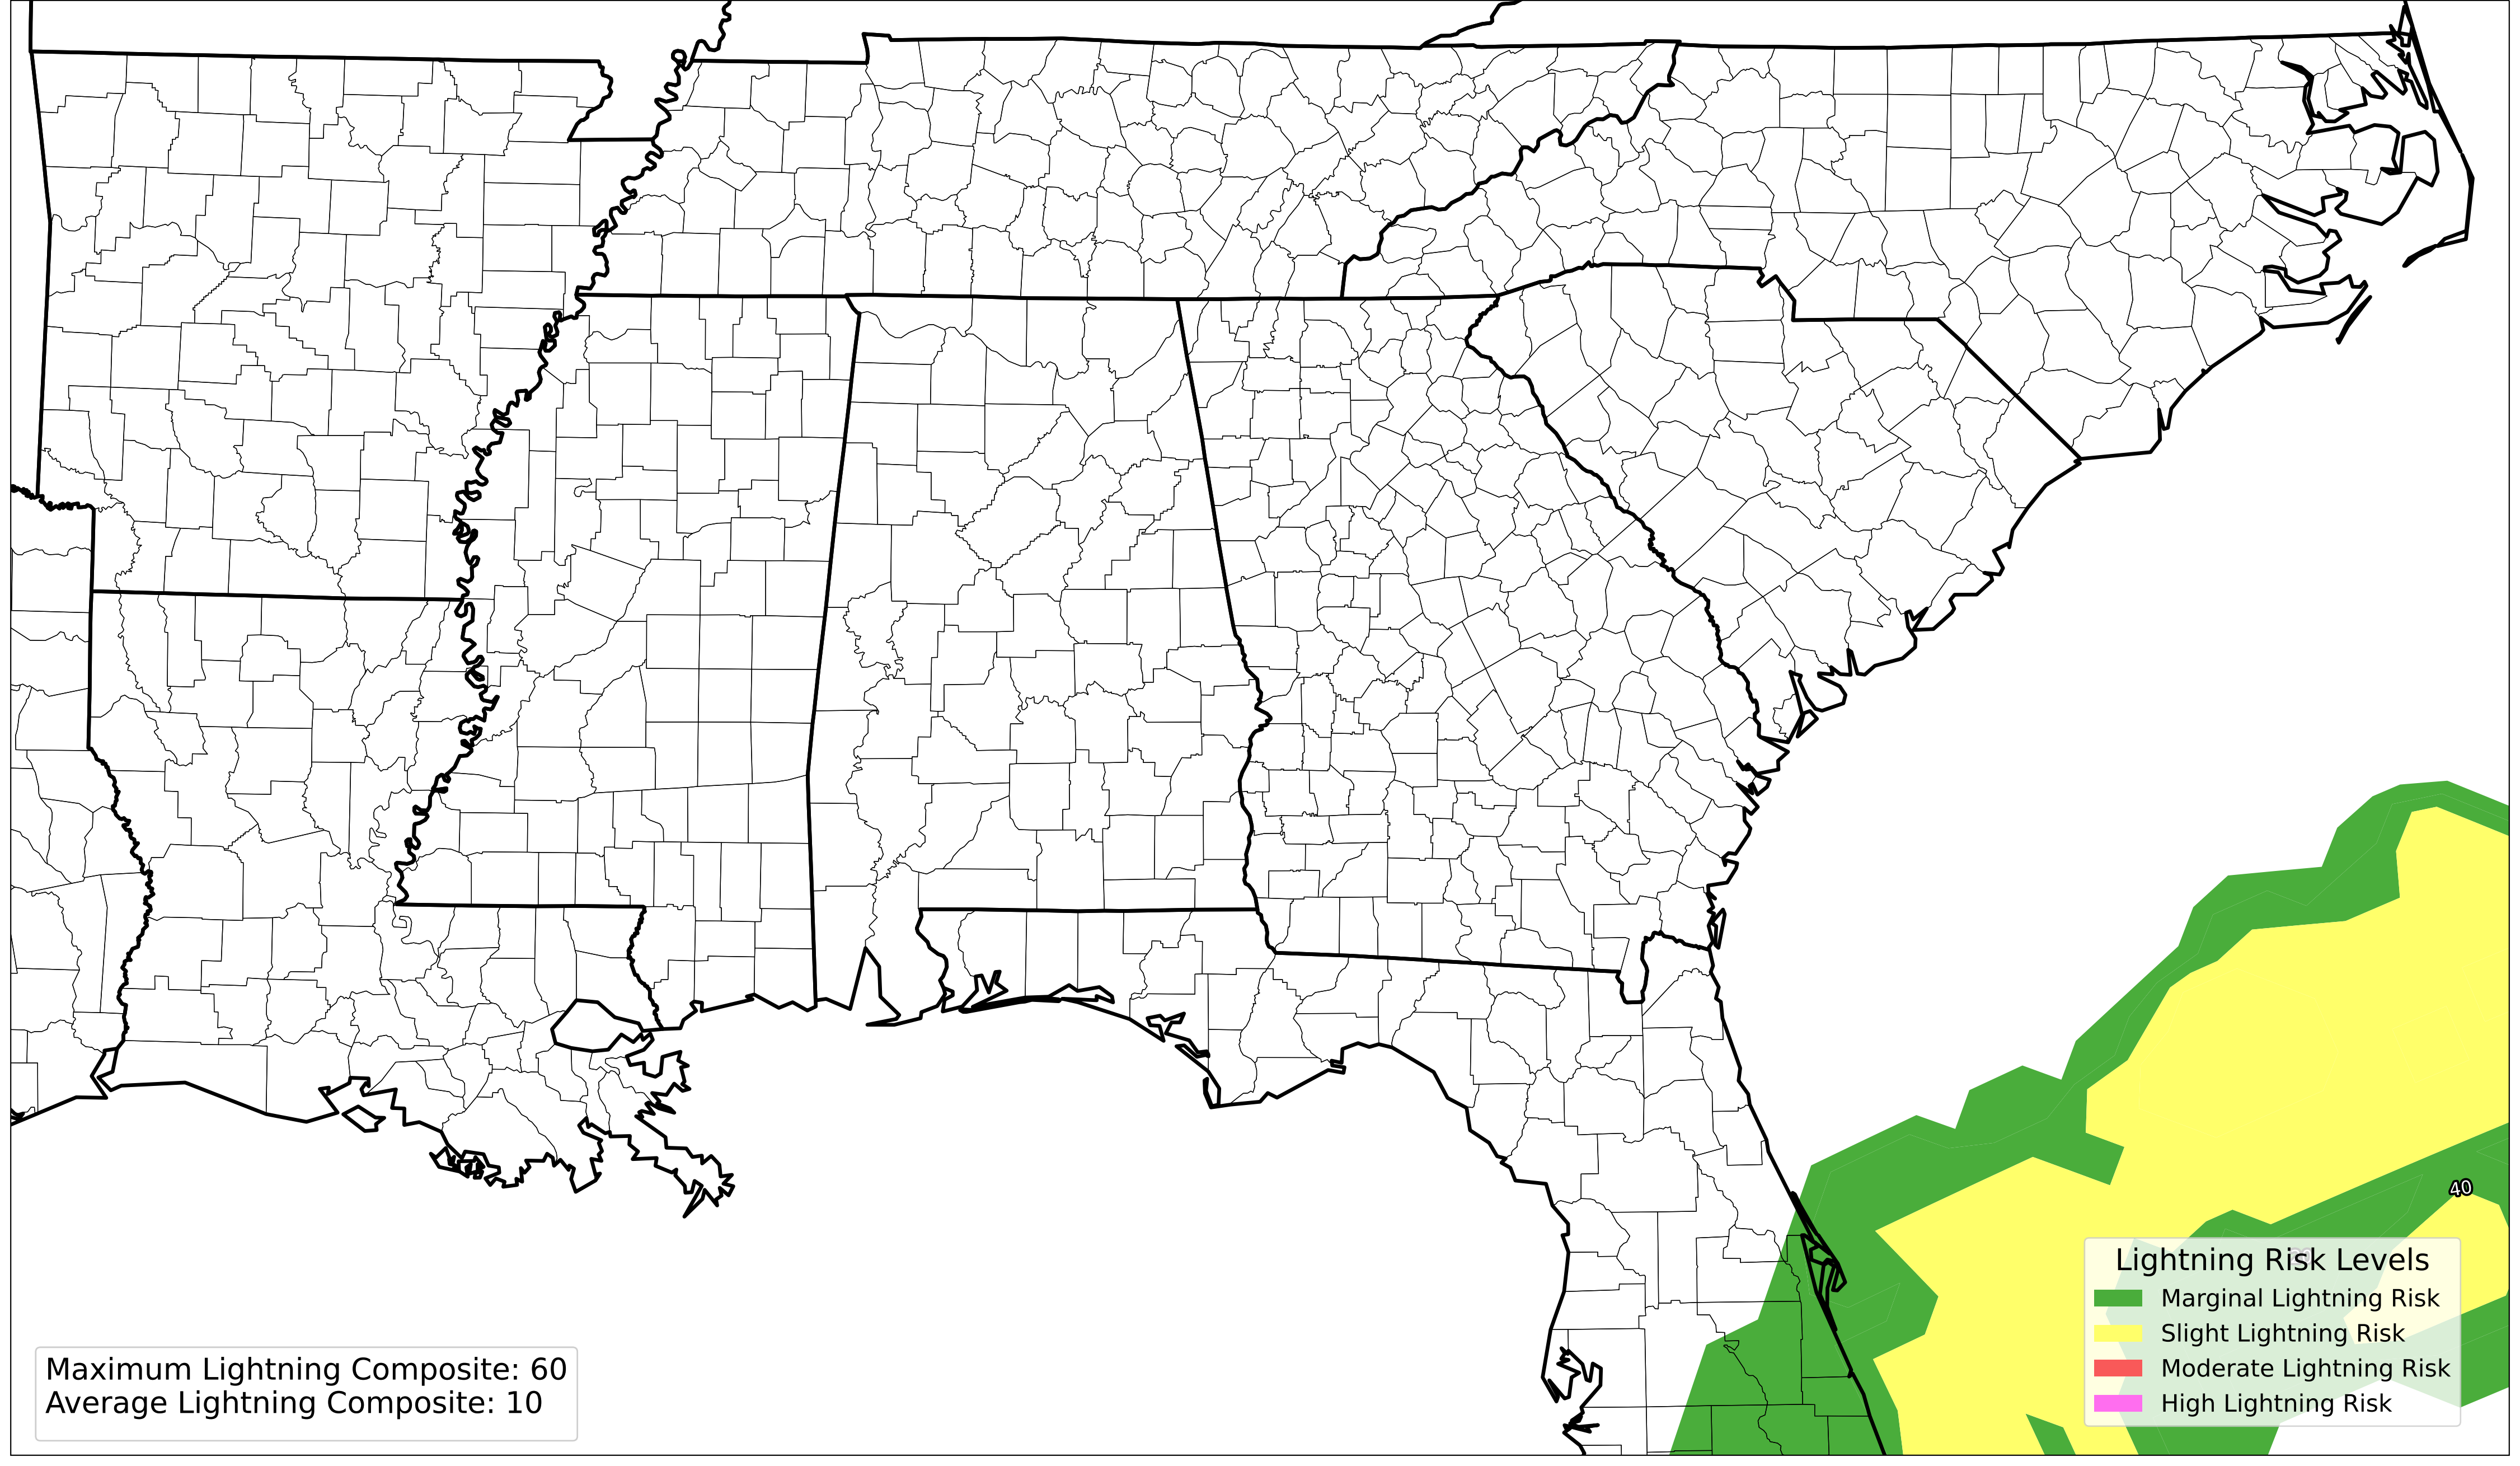 40
Lightning Risk Levels
Marginal Lightning Risk
Slight Lightning Risk
Moderate Lightning Risk
High Lightning Risk
Maximum Lightning Composite: 60
Average Lightning Composite: 10